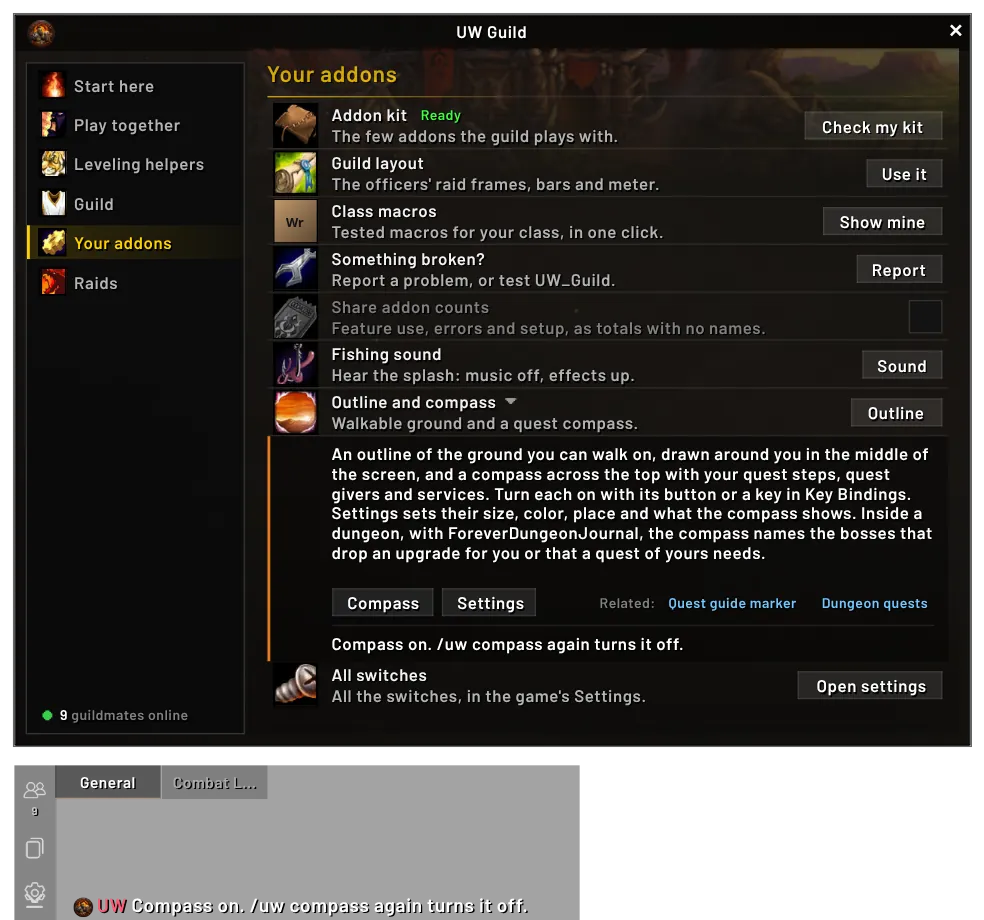 UW Guild
Start here
Play together
Leveling helpers
Guild
Your addons
Raids
9 guildmates online
Your addons
Addon kit Ready
The few addons the guild plays with.
Check my kit
Guild layout
The officers' raid frames, bars and meter.
Use it
Wr
Class macros
Tested macros for your class, in one click.
Show mine
Something broken?
Report a problem, or test UW_Guild.
Report
Share addon counts
Feature use, errors and setup, as totals with no names.
Fishing sound
Hear the splash: music off, effects up.
Sound
Outline and compass
Walkable ground and a quest compass.
Outline
An outline of the ground you can walk on, drawn around you in the middle of
the screen, and a compass across the top with your quest steps, quest
givers and services. Turn each on with its button or a key in Key Bindings.
Settings sets their size, color, place and what the compass shows. Inside a
dungeon, with ForeverDungeonJournal, the compass names the bosses that
drop an upgrade for you or that a quest of yours needs.
Compass Settings Related: Quest guide marker Dungeon quests
Compass on. /uw compass again turns it off.
All switches
All the switches, in the game's Settings.
Open settings
General Combat L...
9
UW Compass on. /uw compass again turns it off.